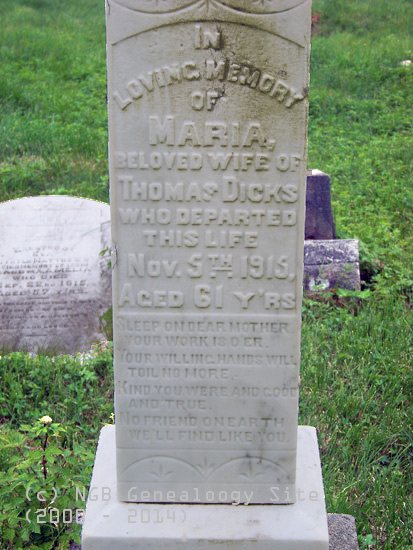 IN
LOVING MEMORY
OF
MARIA,
BELOVED WIFE OF
THOMAS DICKS
WHO DEPARTED
THIS LIFE
NOV. 5TH 1915,
AGED 61 Y'RS
SLEEP ON DEAR MOTHER
YOUR WORK IS O'ER.
YOUR WILLING HANDS WILL
TOIL NO MORE.
KIND YOU WERE AND GOOD
AND TRUE.
NO FRIEND ON EARTH
WE'LL FIND LIKE YOU.
(c) NGB Genealoogy Site
(2002 - 2014)